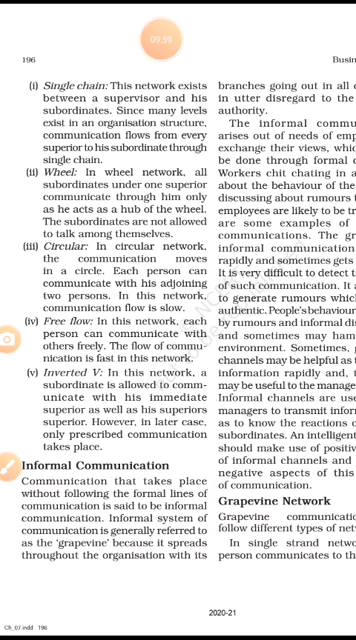 09:59
196
Busin
(i) Single chain: This network exists
between a supervisor and his
subordinates. Since many levels
exist in an organisation structure,
communication flows from every
superior to his subordinate through
single chain.
(ii) Wheel: In wheel network, all
subordinates under one superior
communicate through him only
as he acts as a hub of the wheel.
The subordinates are not allowed
to talk among themselves.
(iii) Circular: In circular network,
the communication moves
in a circle. Each person can
communicate with his adjoining
two persons. In this network,
communication flow is slow.
(iv) Free flow: In this network, each
person can communicate with
others freely. The flow of commu-
nication is fast in this network.
(v) Inverted V: In this network, a
subordinate is allowed to comm-
unicate with his immediate
superior as well as his superiors
superior. However, in later case,
only prescribed communication
takes place.
Informal Communication
Communication that takes place
without following the formal lines of
communication is said to be informal
communication. Informal system of
communication is generally referred to
as the ‘grapevine’ because it spreads
throughout the organisation with its
branches going out in all
in utter disregard to the
authority.
The informal commu
arises out of needs of emp
exchange their views, whic
be done through formal
Workers chit chating in a
about the behaviour of the
discussing about rumours
employees are likely to be tr
are some examples of
communications. The gr
informal communication
rapidly and sometimes gets
It is very difficult to detect th
of such communication. It a
to generate rumours which
authentic. People's behaviour
by rumours and informal dis
and sometimes may ham
environment. Sometimes,
channels may be helpful as
information rapidly and,
may be useful to the manage
Informal channels are use
managers to transmit infor
as to know the reactions o
subordinates. An intelligent
should make use of positive
of informal channels and
negative aspects of this
of communication.
Grapevine Network
Grapevine communicatio
follow different types of net
In single strand netwo
person communicates to th
2020-21
Ch_07.indd 196